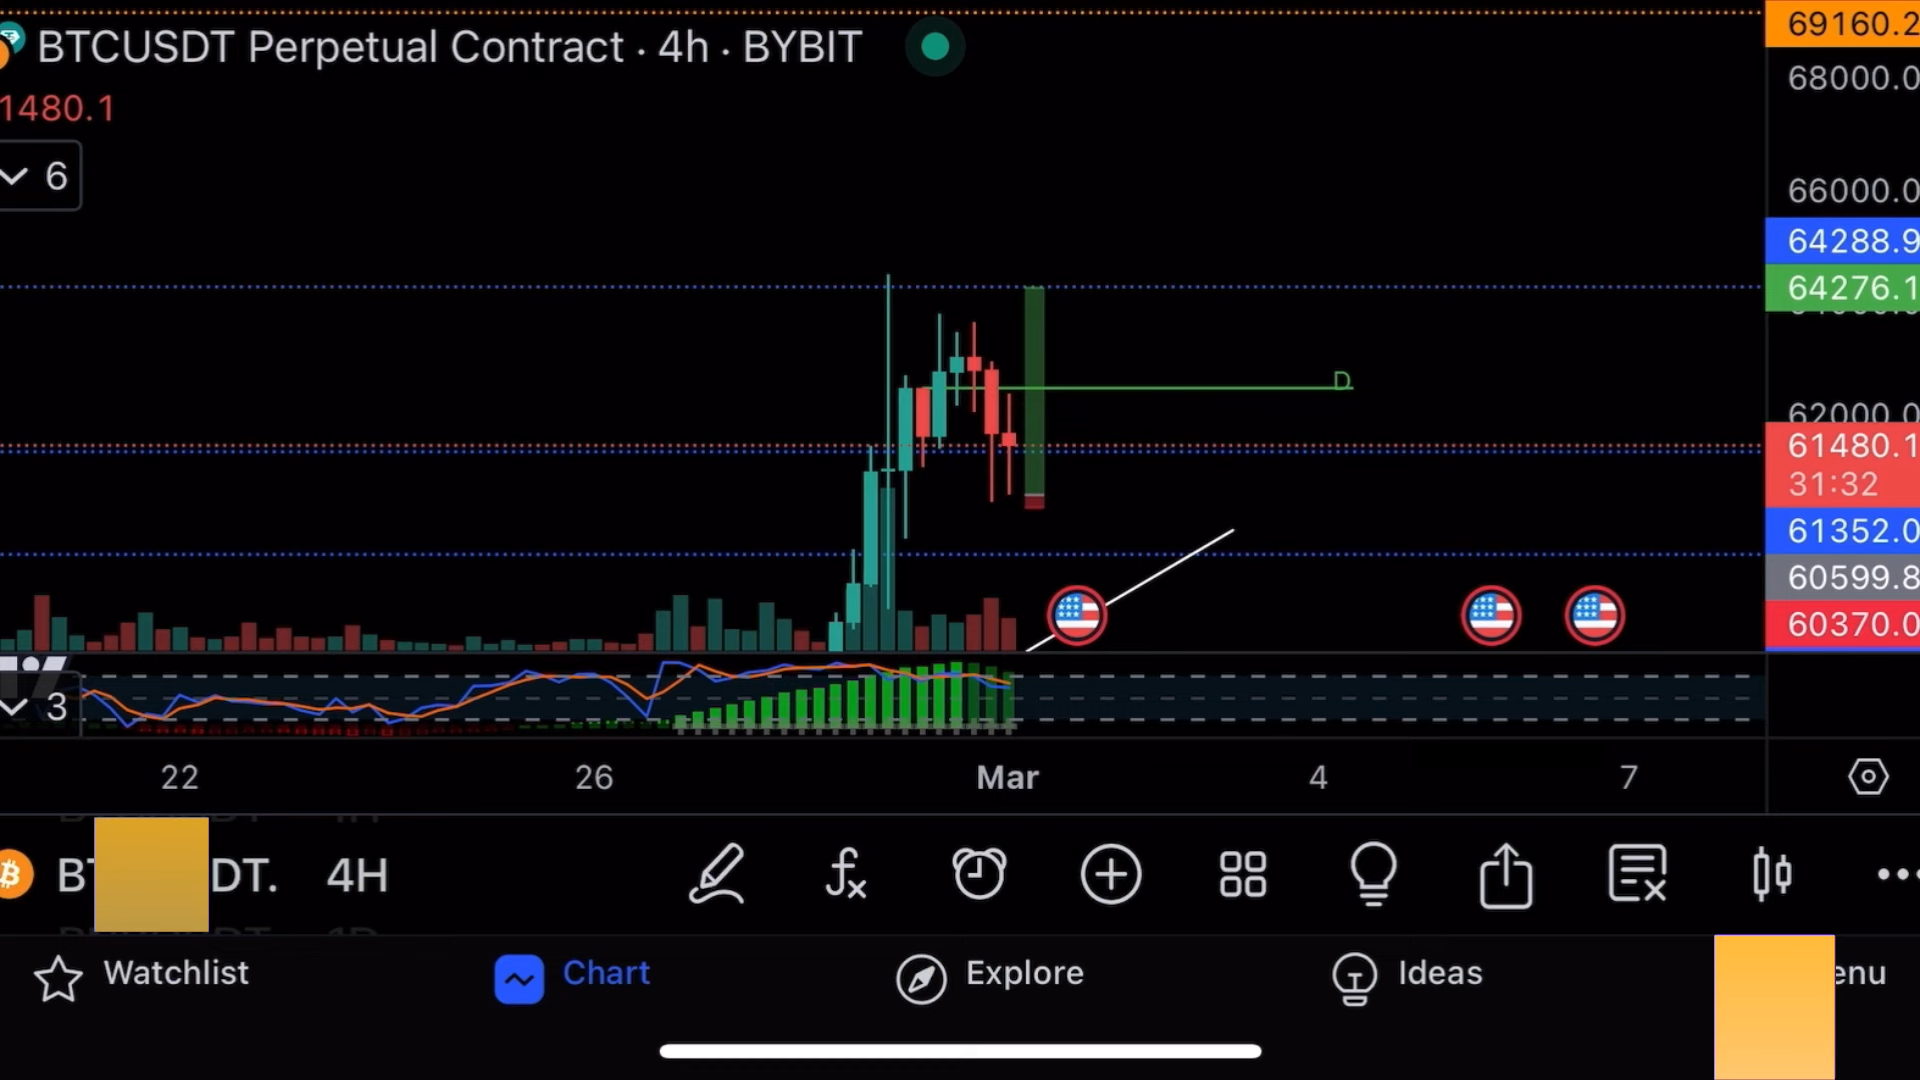 BTCUSDT Perpetual Contract · 4h · BYBIT
1480.1
6
69160.2
68000.0
66000.0
64288.9
64276.1
62000.0
61480.1
31:32
61352.0
60599.8
60370.0
D
3
22 26 Mar 4 7
DT. 4H
Watchlist Chart Explore Ideas enu